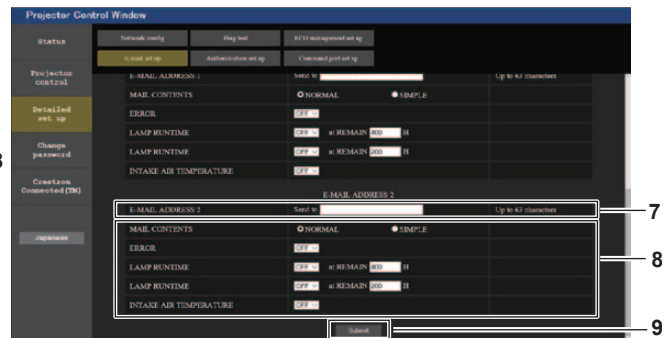 Projector Control Window
Status
Network config
Ping test
ECO management set up
E-mail set up
Authentication set up
Command port set up
Projector
control
Detailed
set up
Change
password
Crestron
Connected(TM)
Japanese
E-MAIL ADDRESS 1 Send to Up to 63 characters
MAIL CONTENTS NORMAL SIMPLE
ERROR OFF
LAMP RUNTIME OFF at REMAIN 400 H
LAMP RUNTIME OFF at REMAIN 200 H
INTAKE AIR TEMPERATURE OFF
E-MAIL ADDRESS 2
E-MAIL ADDRESS 2 Send to Up to 63 characters
7
MAIL CONTENTS NORMAL SIMPLE
ERROR OFF
LAMP RUNTIME OFF at REMAIN 400 H
8
LAMP RUNTIME OFF at REMAIN 200 H
INTAKE AIR TEMPERATURE OFF
Submit
9